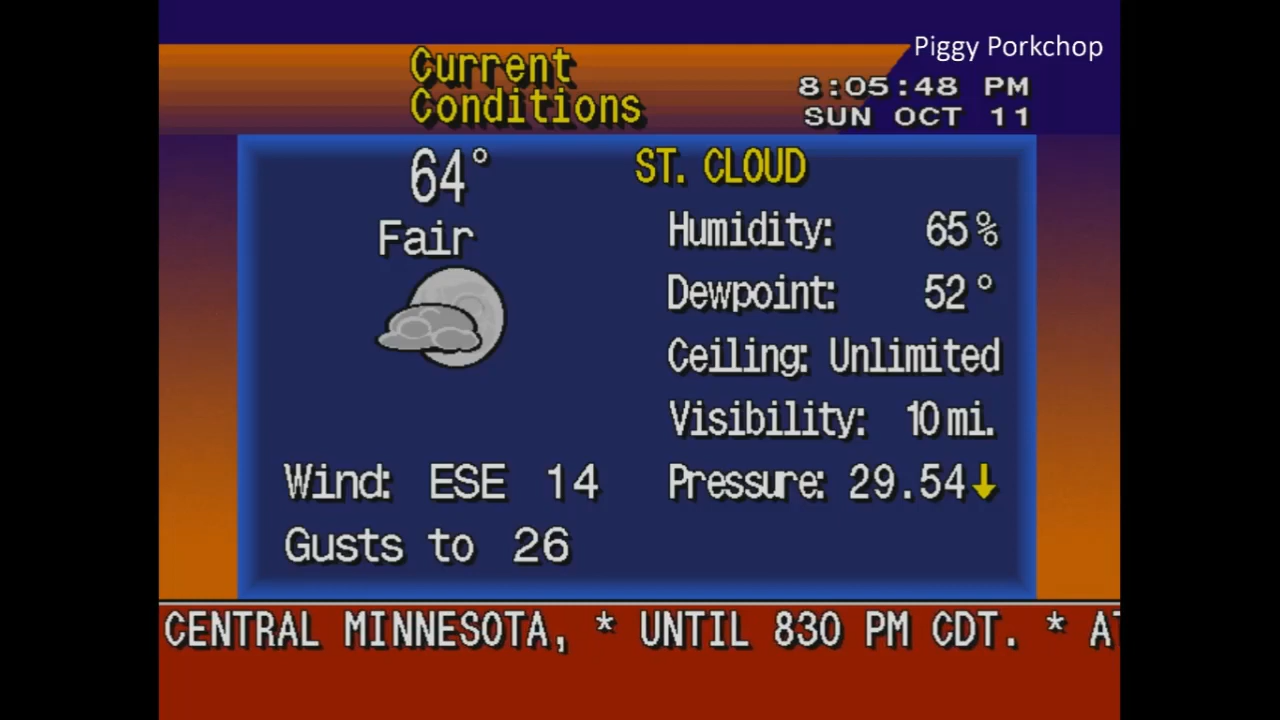 Piggy Porkchop
Current
Conditions
8:05:48 PM
SUN OCT 11
64°
Fair
ST. CLOUD
Humidity: 65%
Dewpoint: 52°
Ceiling: Unlimited
Visibility: 10 mi.
Pressure: 29.54↓
Wind: ESE 14
Gusts to 26
CENTRAL MINNESOTA, * UNTIL 830 PM CDT. * A